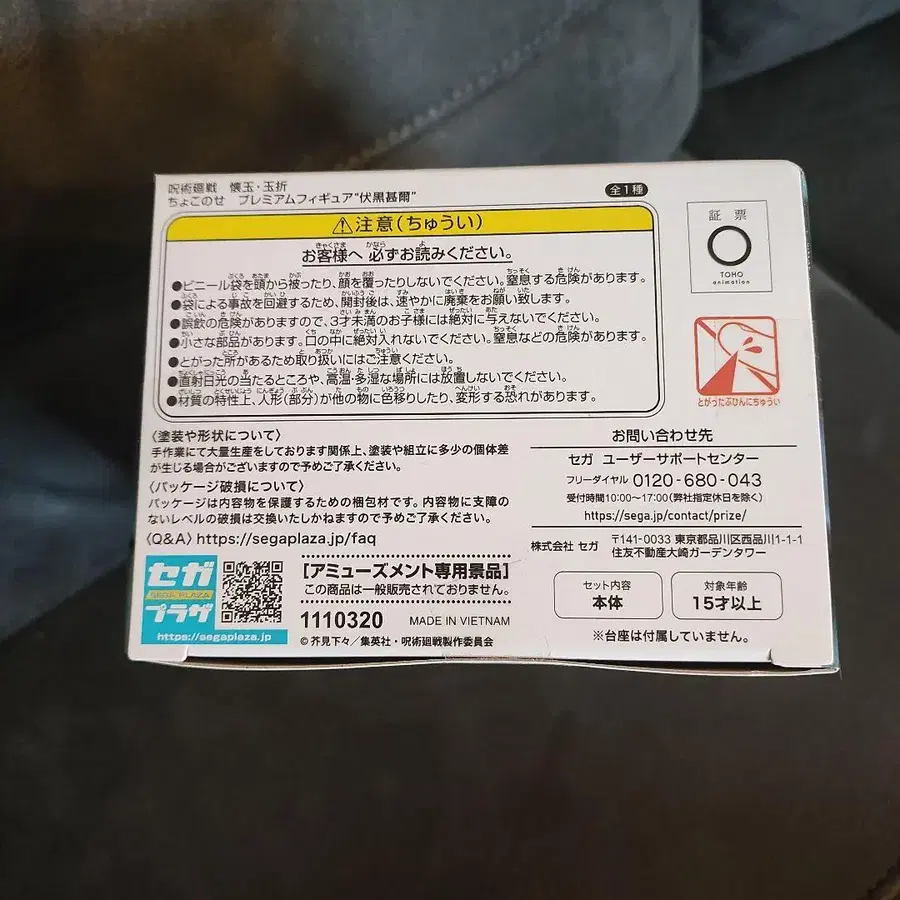 呪術廻戦 懐玉・玉折
ちょこのせ プレミアムフィギュア“伏黒甚爾”
全1種
⚠注意(ちゅうい)
お客様へ 必ずお読みください。
●ビニール袋を頭から被ったり、顔を覆ったりしないでください。窒息する危険があります。
●袋による事故を回避するため、開封後は、速やかに廃棄をお願い致します。
●誤飲の危険がありますので、3才未満のお子様には絶対に与えないでください。
●小さな部品があります。口の中に絶対入れないでください。窒息などの危険があります。
●とがった所があるため取り扱いにはご注意ください。
●直射日光の当たるところや、高温・多湿な場所には放置しないでください。
●材質の特性上、人形(部分)が他の物に色移りしたり、変形する恐れがあります。
証票
TOHO
animation
とがったぶひんにちゅうい
〈塗装や形状について〉
手作業にて大量生産をしております関係上、塗装や組立に多少の個体差
が生じる場合がございますので予めご了承ください。
〈パッケージ破損について〉
パッケージは内容物を保護するための梱包材です。内容物に支障の
ないレベルの破損は交換いたしかねますので予めご了承ください。
〈Q&A〉https://segaplaza.jp/faq
お問い合わせ先
セガ ユーザーサポートセンター
フリーダイヤル 0120-680-043
受付時間10:00～17:00(弊社指定休日を除く)
https://sega.jp/contact/prize/
株式会社 セガ 〒141-0033 東京都品川区西品川1-1-1
住友不動産大崎ガーデンタワー
セガ
SEGA PLAZA
プラザ
https://segaplaza.jp
[アミューズメント専用景品]
この商品は一般販売されておりません。
1110320 MADE IN VIETNAM
© 芥見下々／集英社・呪術廻戦製作委員会
セット内容
本体
対象年齢
15才以上
※台座は付属していません。